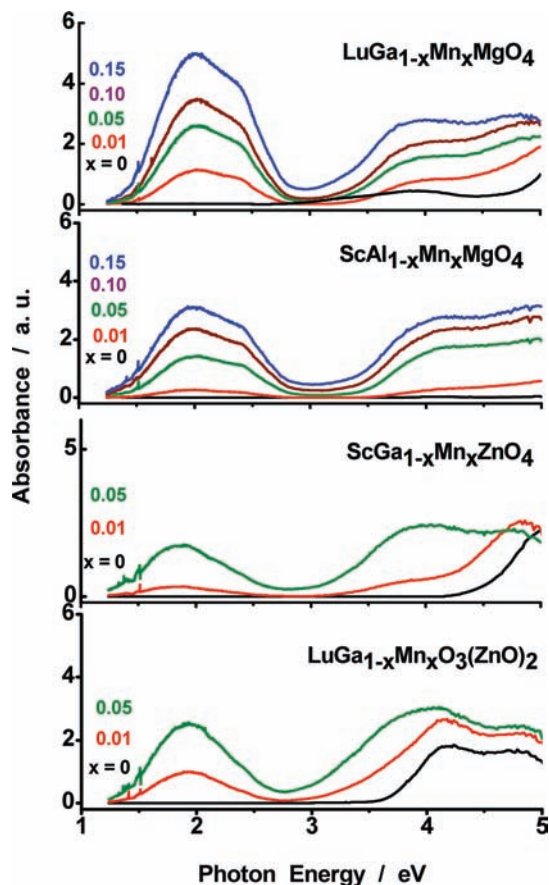 LuGa1-xMnxMgO4
0.15
0.10
0.05
0.01
x = 0
4
2
0
6
ScAl1-xMnxMgO4
0.15
0.10
0.05
0.01
x = 0
4
2
0
ScGa1-xMnxZnO4
5
0.05
0.01
x = 0
0
6
LuGa1-xMnxO3(ZnO)2
0.05
0.01
x = 0
4
2
0
1 2 3 4 5
Absorbance / a. u.
Photon Energy / eV